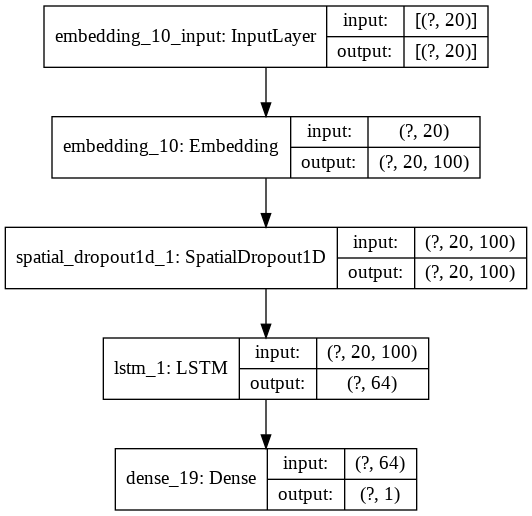 embedding_10_input: InputLayer
input: [(?, 20)]
output: [(?, 20)]
embedding_10: Embedding
input: (?, 20)
output: (?, 20, 100)
spatial_dropout1d_1: SpatialDropout1D
input: (?, 20, 100)
output: (?, 20, 100)
lstm_1: LSTM
input: (?, 20, 100)
output: (?, 64)
dense_19: Dense
input: (?, 64)
output: (?, 1)